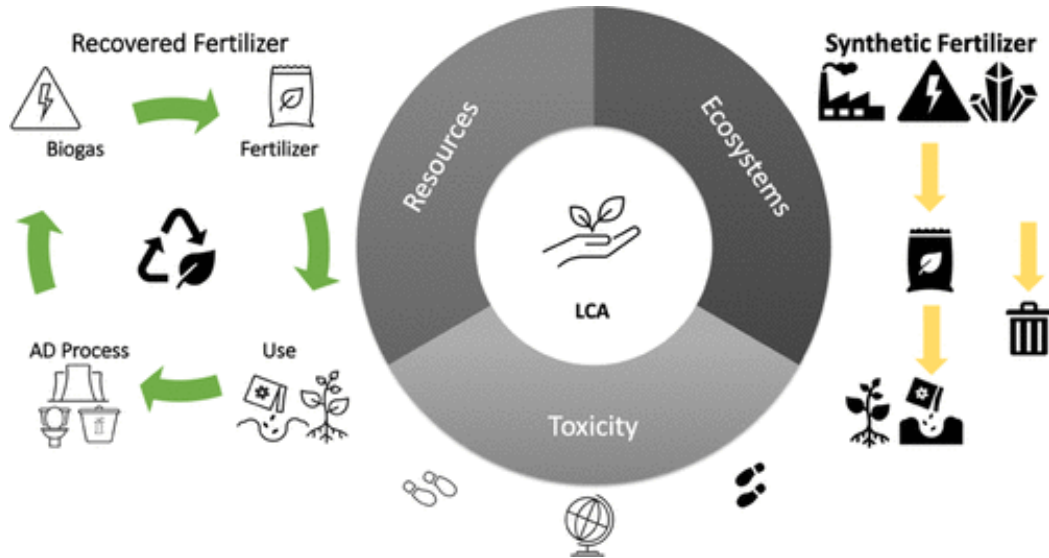 Recovered Fertilizer
Biogas
Fertilizer
AD Process
Use
Resources
Ecosystems
Toxicity
LCA
Synthetic Fertilizer